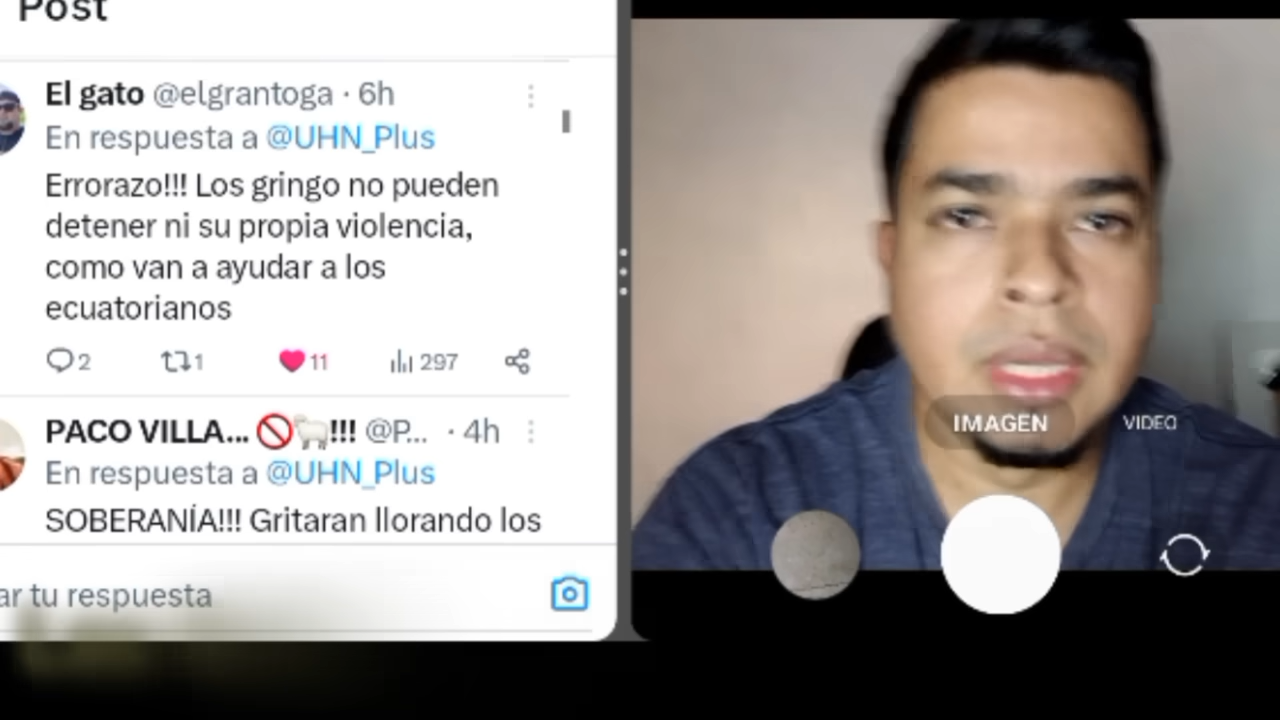 Post
El gato @elgrantoga · 6h
En respuesta a @UHN_Plus
Errorazo!!! Los gringo no pueden
detener ni su propia violencia,
como van a ayudar a los
ecuatorianos
2 1 11 297
PACO VILLA... 🚫🐑!!! @P... · 4h
En respuesta a @UHN_Plus
SOBERANÍA!!! Gritaran llorando los
ar tu respuesta
IMAGEN
VIDEO